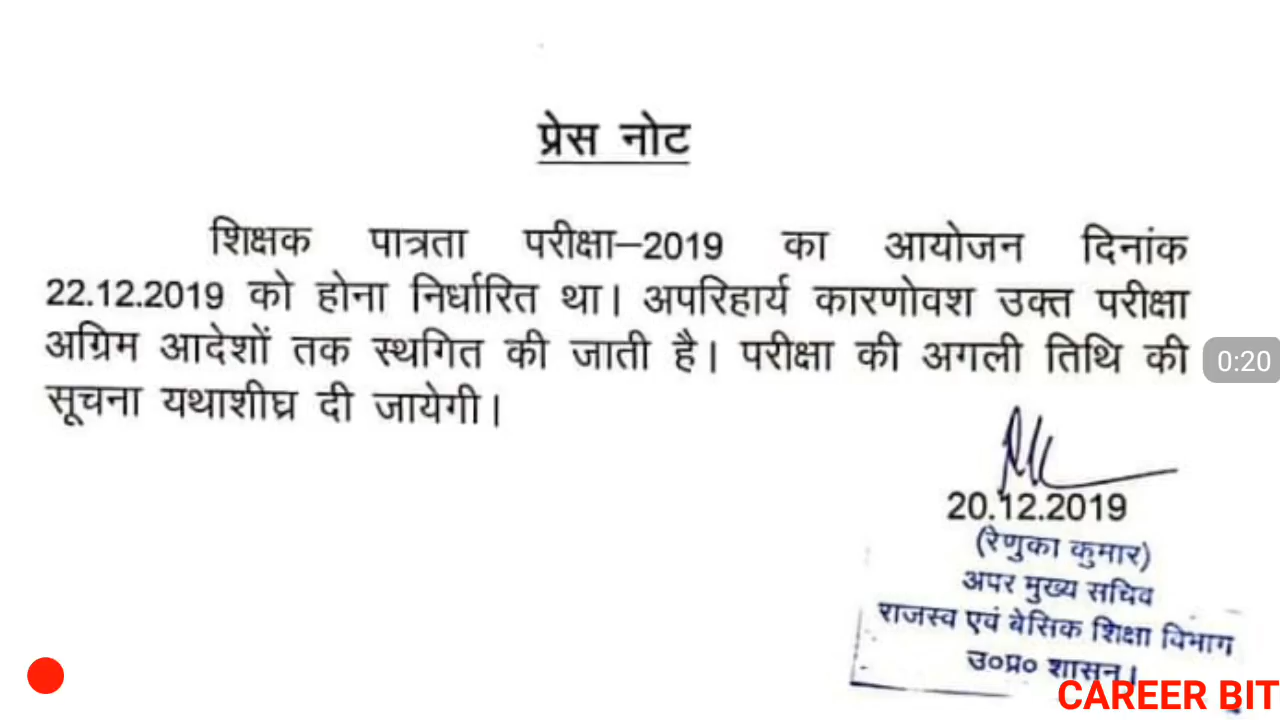 प्रेस नोट
शिक्षक पात्रता परीक्षा–2019 का आयोजन दिनांक
22.12.2019 को होना निर्धारित था। अपरिहार्य कारणोवश उक्त परीक्षा
अग्रिम आदेशों तक स्थगित की जाती है। परीक्षा की अगली तिथि की
सूचना यथाशीघ्र दी जायेगी।
0:20
20.12.2019
(रेणुका कुमार)
अपर मुख्य सचिव
राजस्व एवं बेसिक शिक्षा विभाग
उ०प्र० शासन।
CAREER BIT